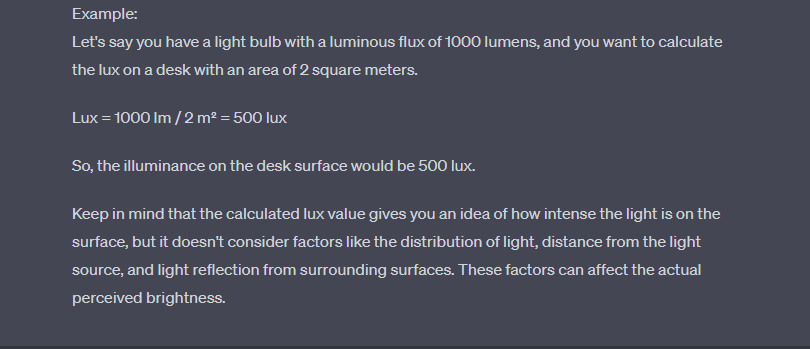 Example:
Let's say you have a light bulb with a luminous flux of 1000 lumens, and you want to calculate
the lux on a desk with an area of 2 square meters.
Lux = 1000 lm / 2 m² = 500 lux
So, the illuminance on the desk surface would be 500 lux.
Keep in mind that the calculated lux value gives you an idea of how intense the light is on the
surface, but it doesn't consider factors like the distribution of light, distance from the light
source, and light reflection from surrounding surfaces. These factors can affect the actual
perceived brightness.